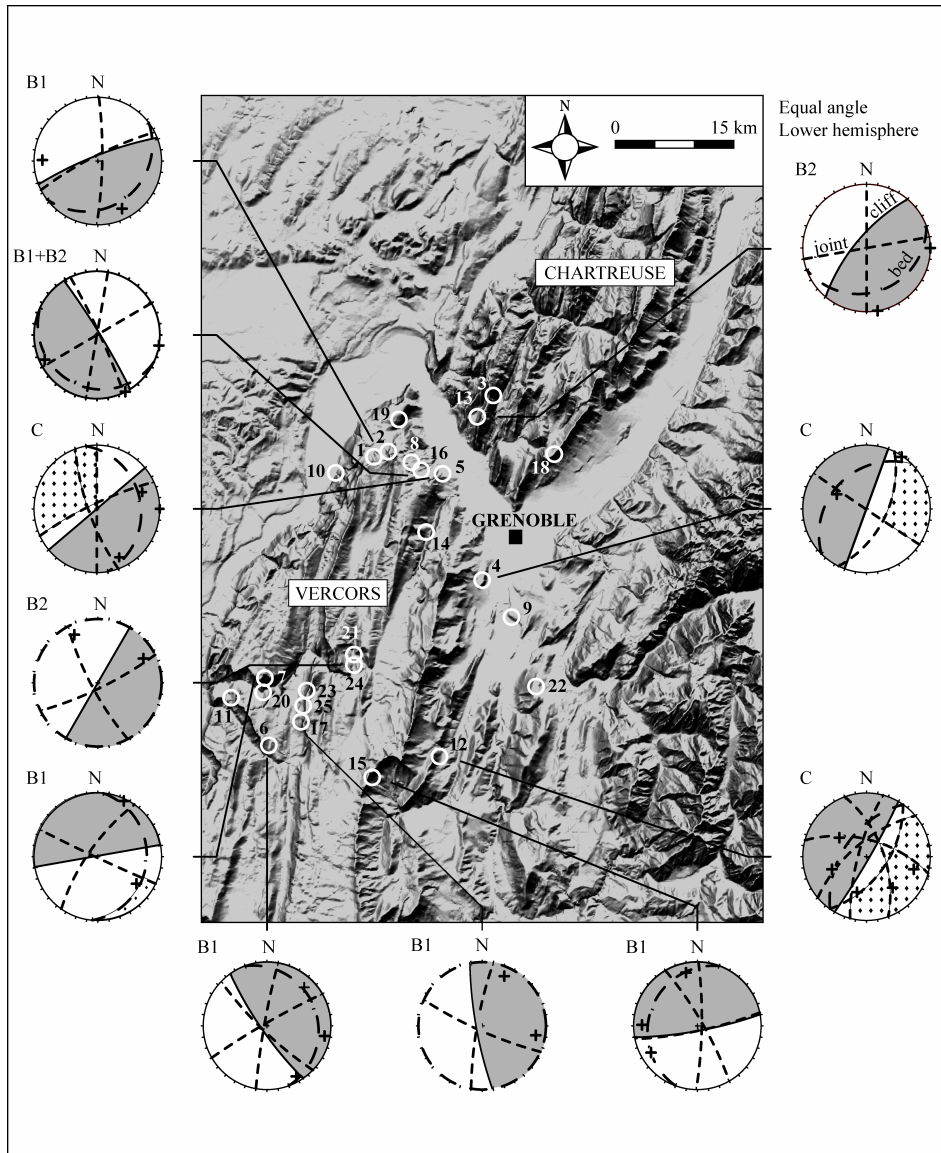 B1 N
N
0 15 km
Equal angle
Lower hemisphere
B2 N
cliff
joint
bed
B1+B2 N
CHARTREUSE
3
13
19
2
1
8
16
10
5
18
C N
N
C
GRENOBLE
14
4
VERCORS
9
B2 N
21
24
7
23
22
11
20
25
17
6
12
15
B1 N
C N
B1 N
B1 N
B1 N